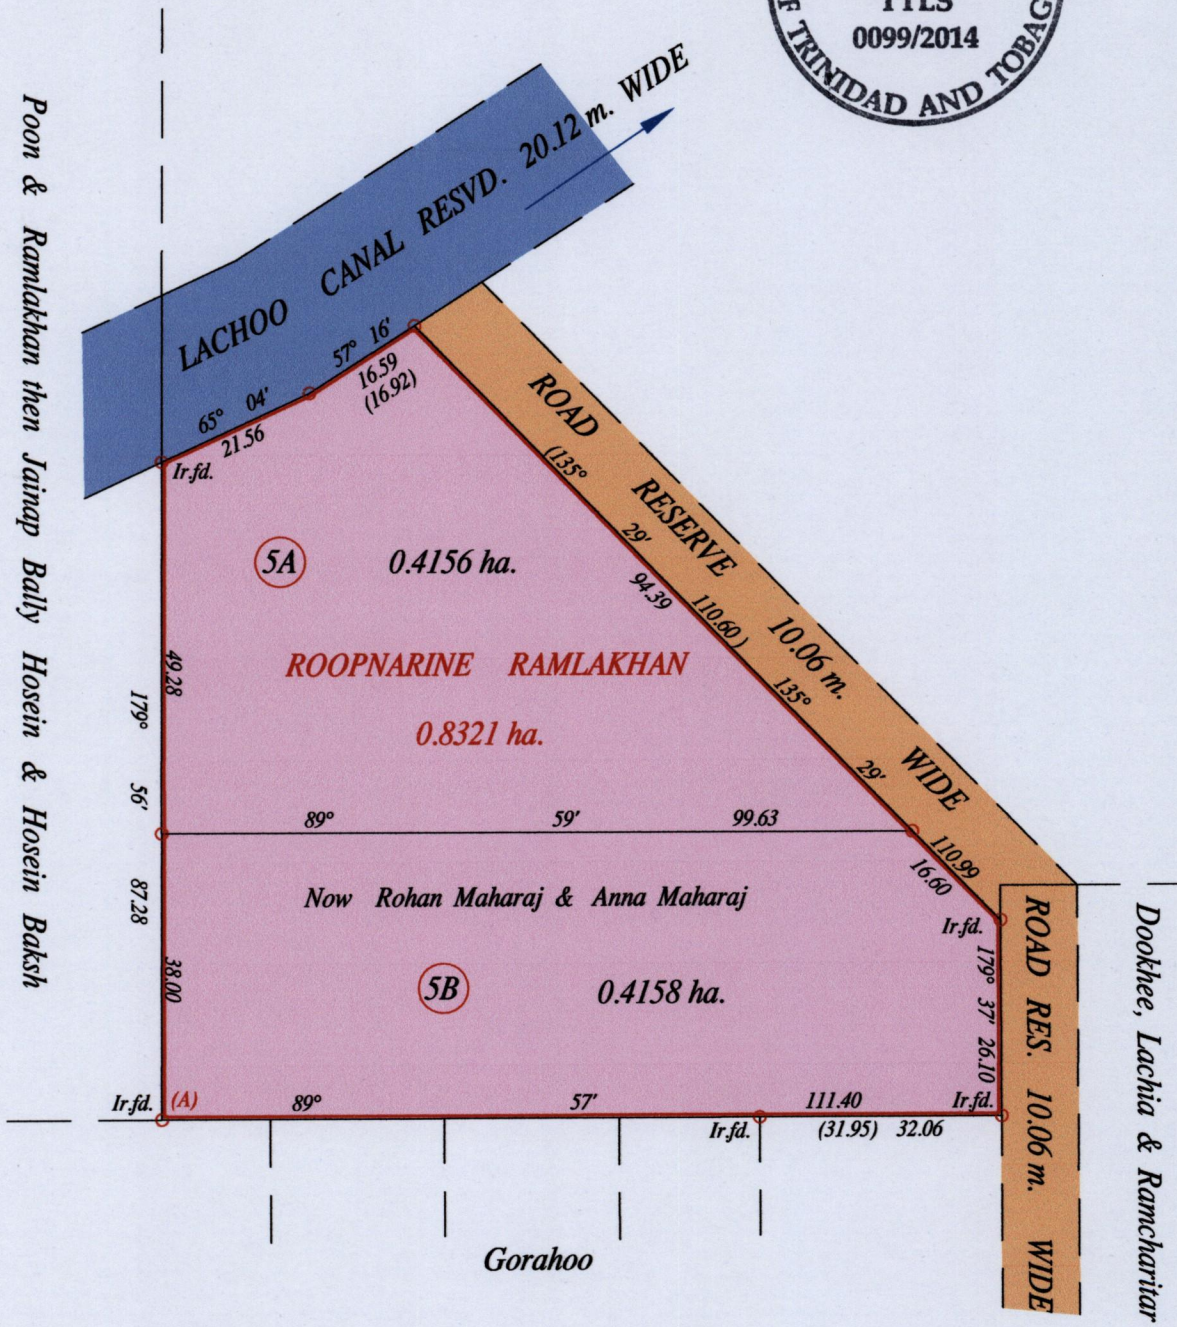 TTLS
0099/2014
F TRINIDAD AND TOBAG
LACHOO CANAL RESVD. 20.12 m. WIDE
Poon & Ramlakhan then Jainap Bally Hosein & Hosein Baksh
57° 16'
16.59
(16.92)
65° 04'
21.56
Ir.fd.
ROAD RESERVE 10.06 m. WIDE
(135° 29' 110.60 )
94.39
135° 29' 110.99
16.60
5A
0.4156 ha.
ROOPNARINE RAMLAKHAN
0.8321 ha.
49.28
179° 56' 87.28
38.00
89° 59' 99.63
Now Rohan Maharaj & Anna Maharaj
Ir.fd.
5B
0.4158 ha.
179° 37' 26.10
ROAD RES. 10.06 m. WIDE
Dookhee, Lachia & Ramcharitar
Ir.fd.
(A)
89° 57' 111.40
Ir.fd.
Ir.fd.
(31.95) 32.06
Gorahoo